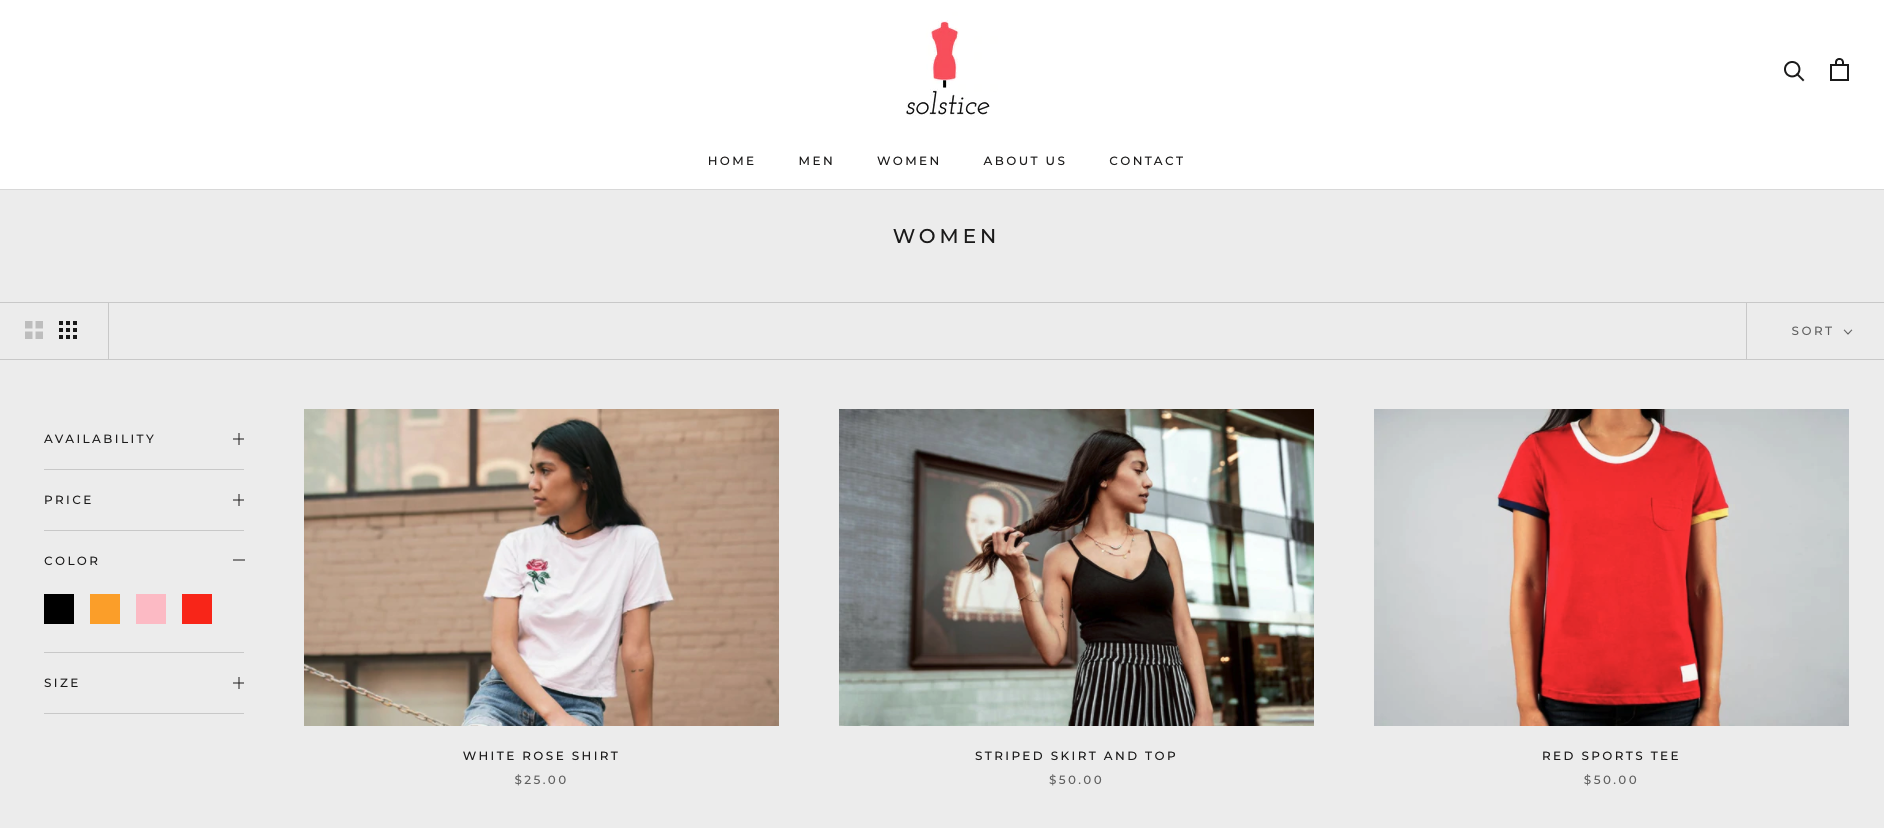 solstice
HOME MEN WOMEN ABOUT US CONTACT
WOMEN
SORT
AVAILABILITY
PRICE
COLOR
SIZE
WHITE ROSE SHIRT
$25.00
STRIPED SKIRT AND TOP
$50.00
RED SPORTS TEE
$50.00